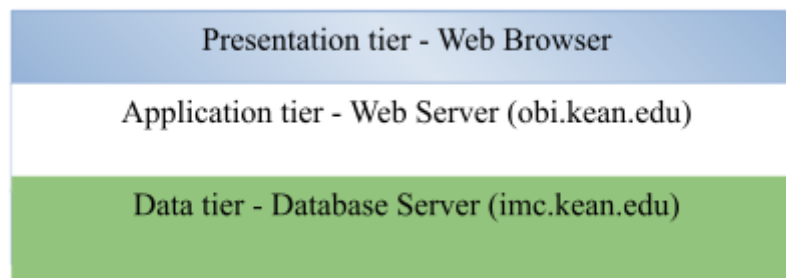 Presentation tier - Web Browser
Application tier - Web Server (obi.kean.edu)
Data tier - Database Server (imc.kean.edu)